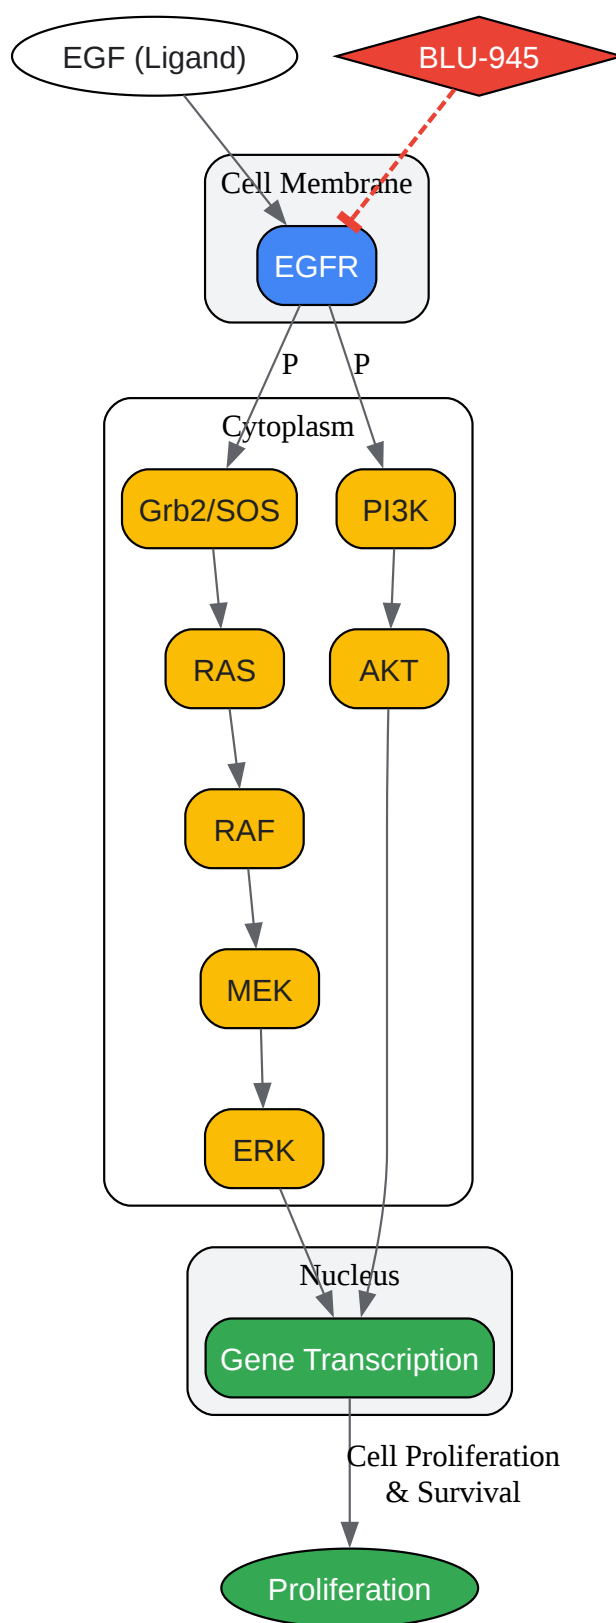 EGF (Ligand)
BLU-945
Cell Membrane
EGFR
P
P
Cytoplasm
Grb2/SOS
PI3K
RAS
AKT
RAF
MEK
ERK
Nucleus
Gene Transcription
Cell Proliferation
& Survival
Proliferation